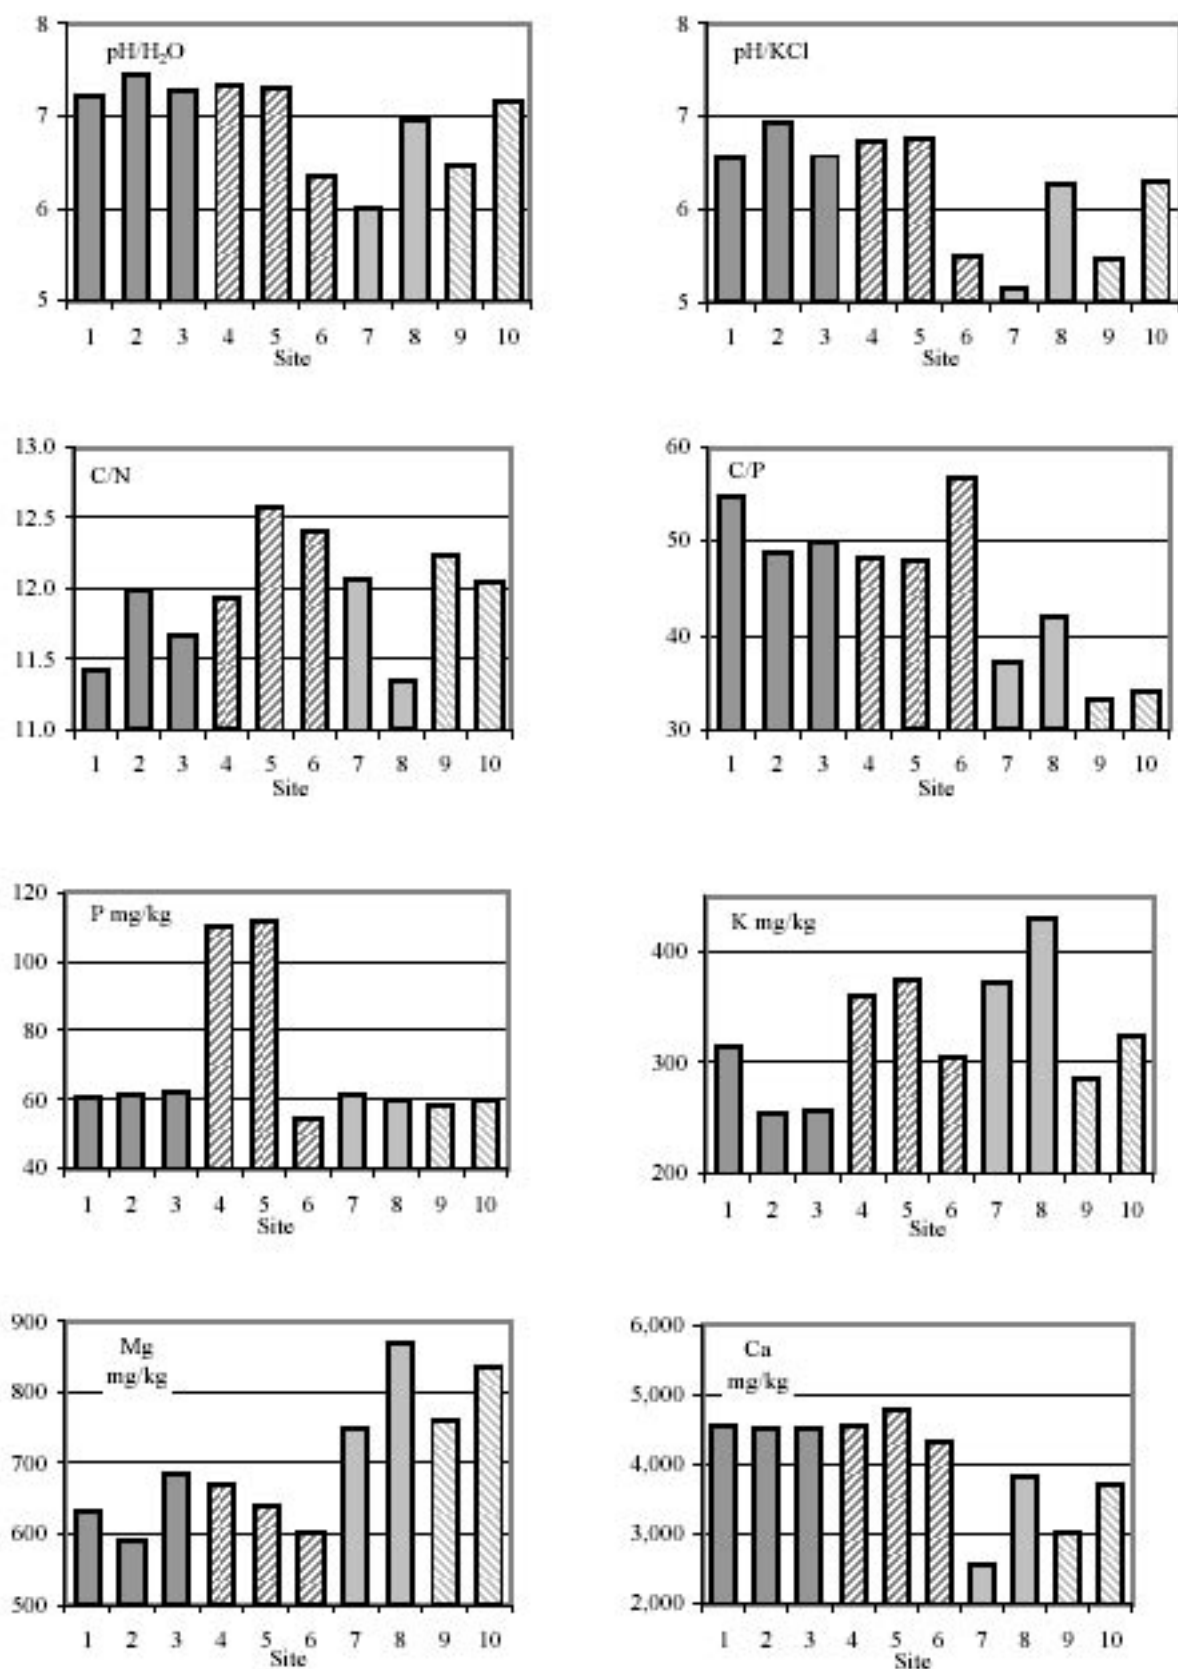 8
7
6
5
pH/H₂O
1 2 3 4 5 6 7 8 9 10
Site
8
7
6
5
pH/KCl
1 2 3 4 5 6 7 8 9 10
Site
13.0
12.5
12.0
11.5
11.0
C/N
1 2 3 4 5 6 7 8 9 10
Site
60
50
40
30
C/P
1 2 3 4 5 6 7 8 9 10
Site
120
100
80
60
40
P mg/kg
1 2 3 4 5 6 7 8 9 10
Site
400
300
200
K mg/kg
1 2 3 4 5 6 7 8 9 10
Site
900
800
700
600
500
Mg
mg/kg
1 2 3 4 5 6 7 8 9 10
Site
6,000
5,000
4,000
3,000
2,000
Ca
mg/kg
1 2 3 4 5 6 7 8 9 10
Site